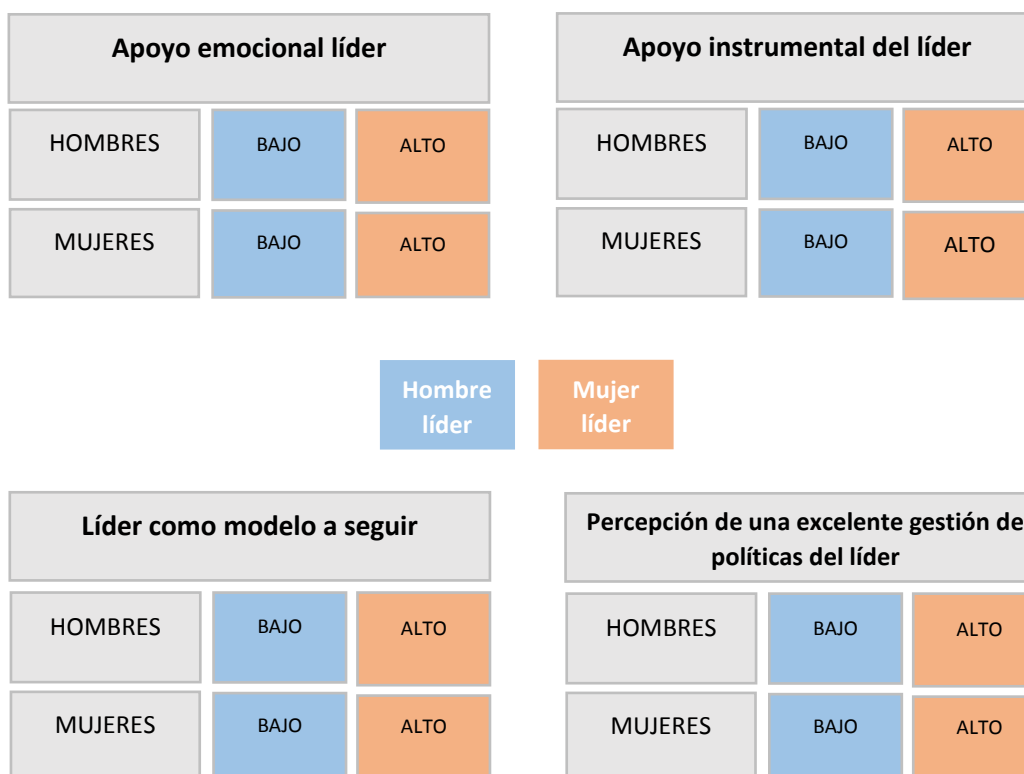 Apoyo emocional líder
HOMBRES BAJO ALTO
MUJERES BAJO ALTO
Apoyo instrumental del líder
HOMBRES BAJO ALTO
MUJERES BAJO ALTO
Hombre
líder
Mujer
líder
Líder como modelo a seguir
HOMBRES BAJO ALTO
MUJERES BAJO ALTO
Percepción de una excelente gestión de
políticas del líder
HOMBRES BAJO ALTO
MUJERES BAJO ALTO